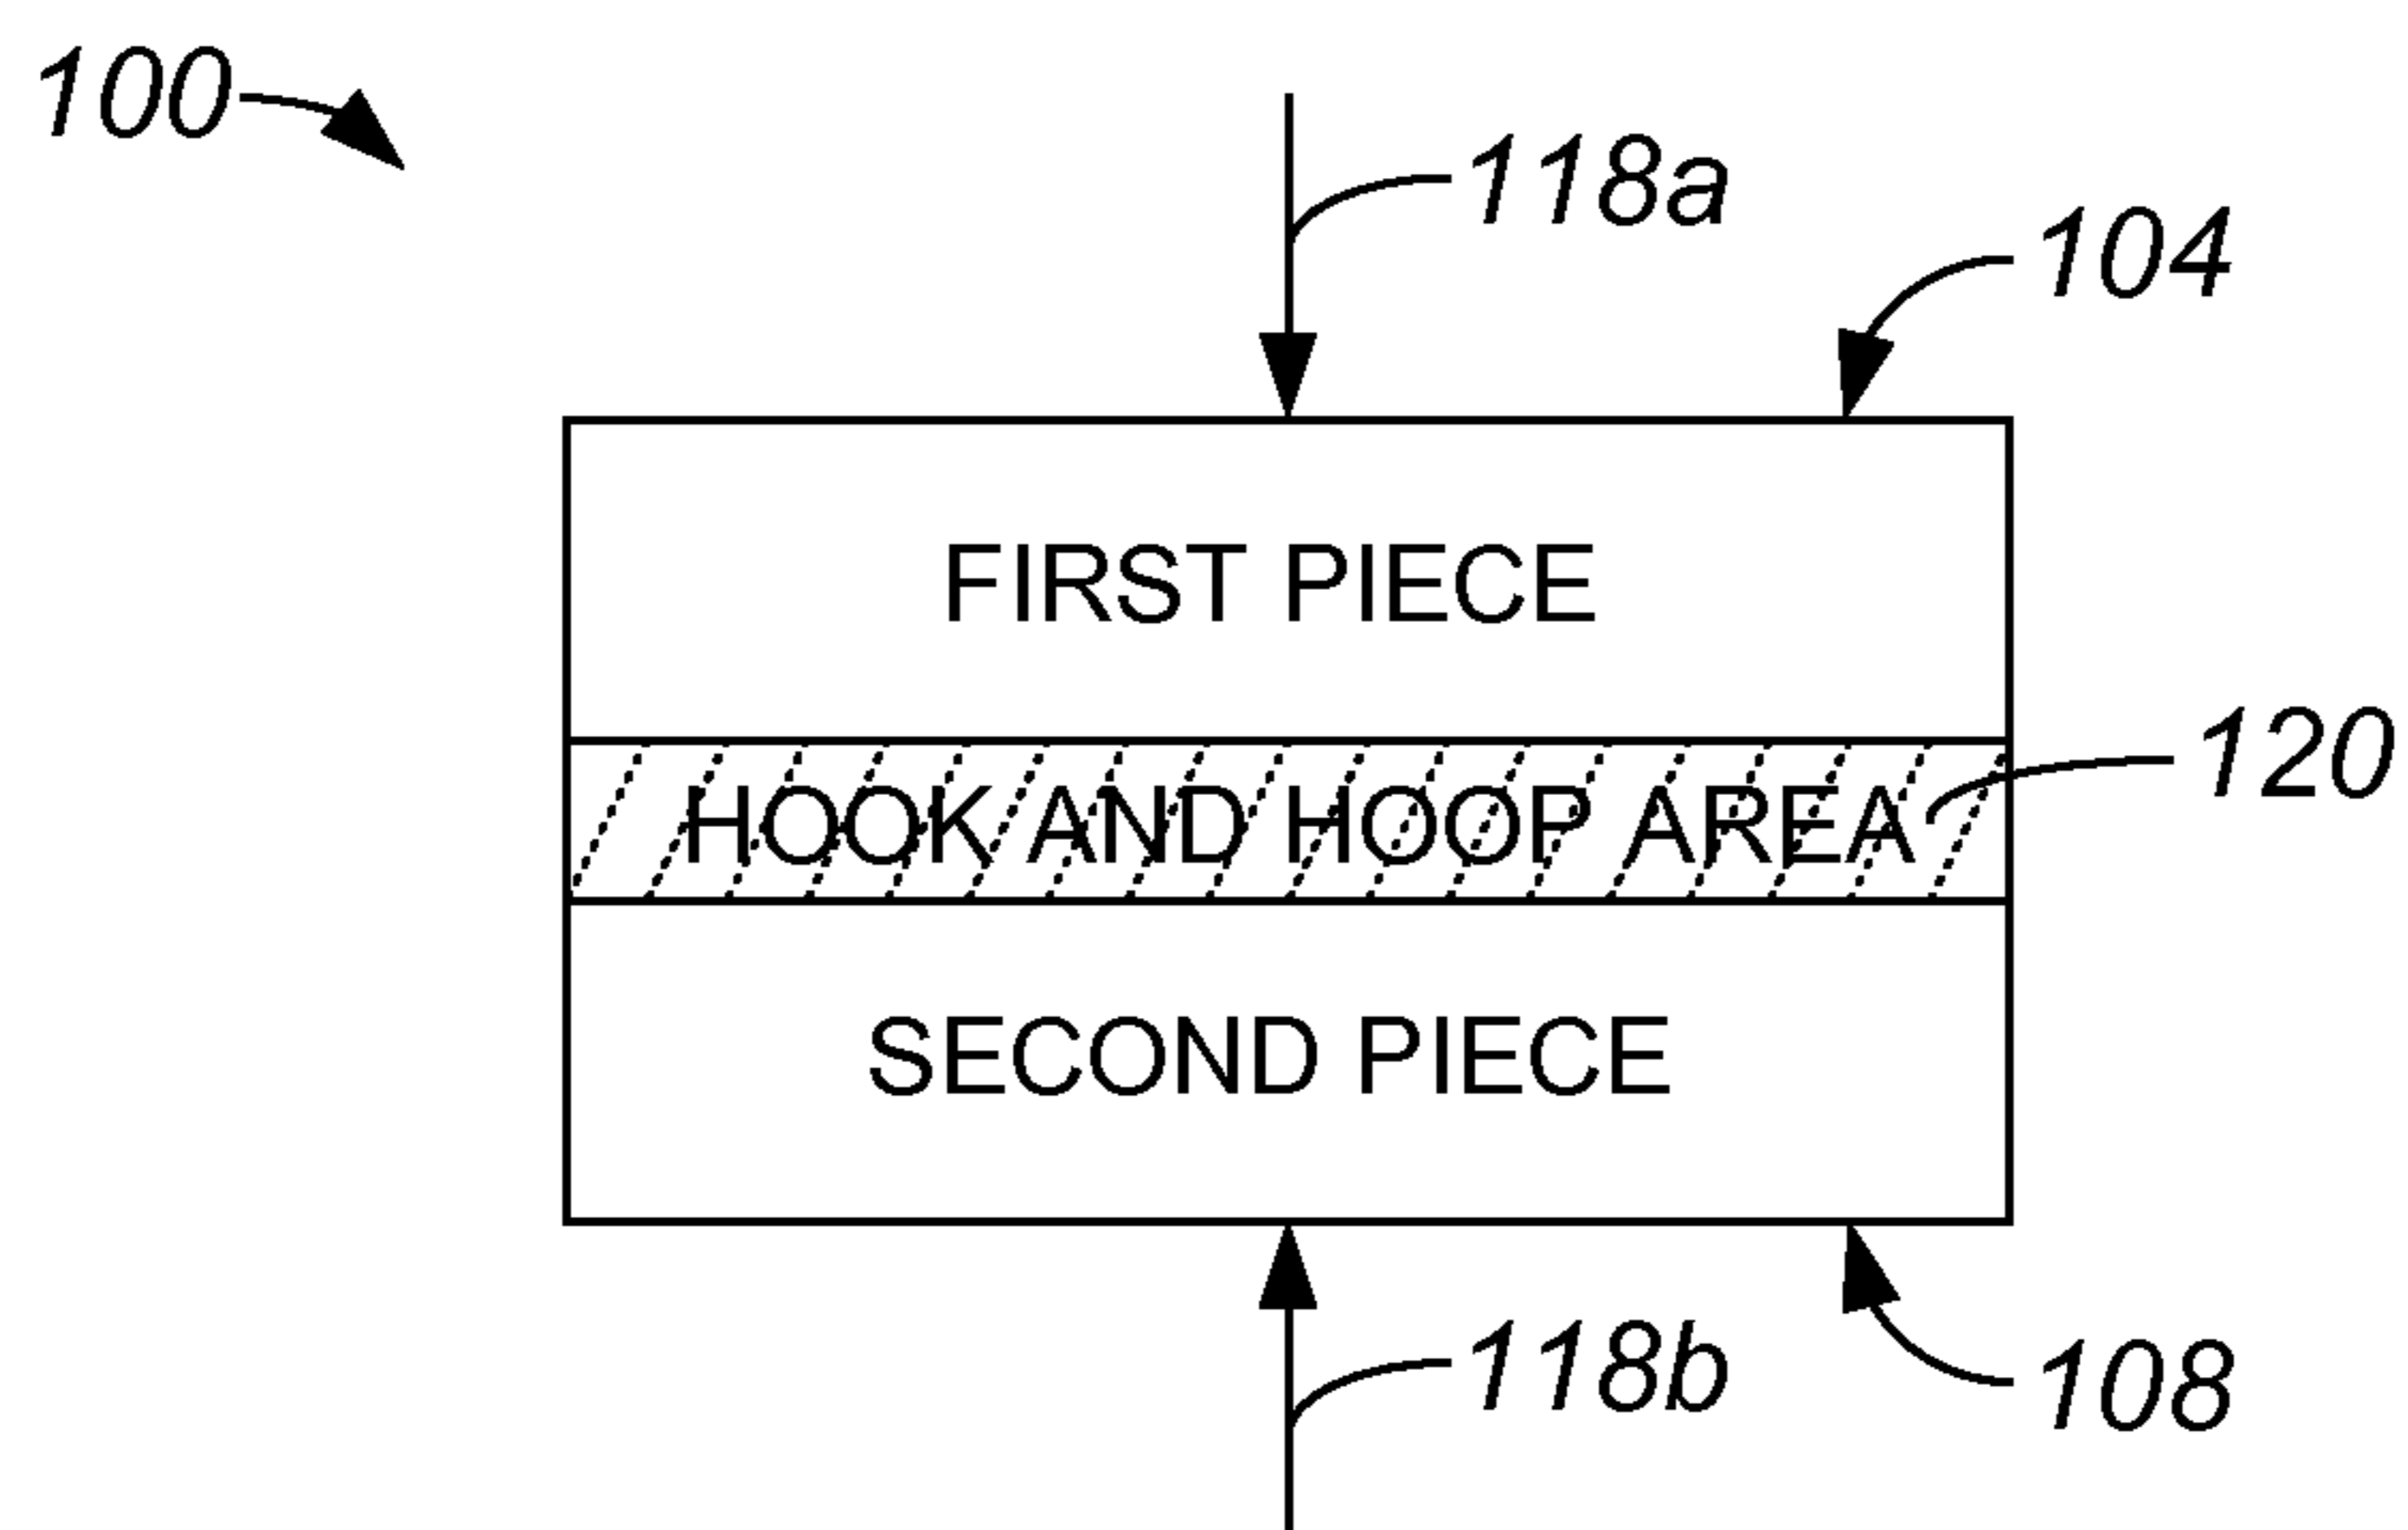 100
118a
104
FIRST PIECE
120
HOOK AND HOOP AREA
SECOND PIECE
118b
108